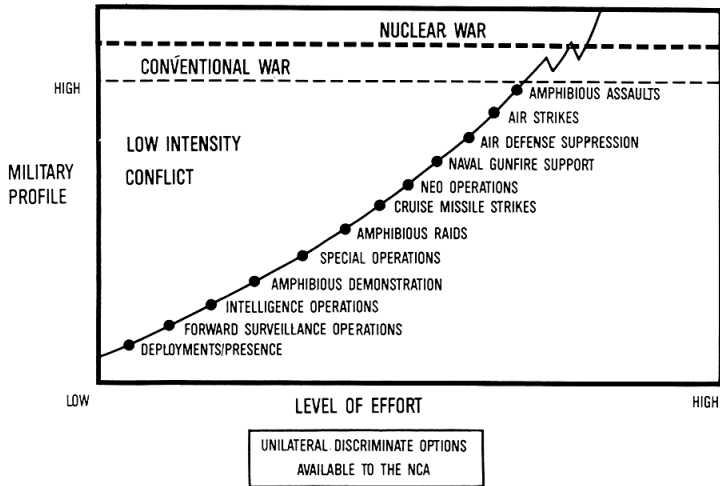 NUCLEAR WAR
CONVENTIONAL WAR
HIGH
AMPHIBIOUS ASSAULTS
AIR STRIKES
LOW INTENSITY
CONFLICT
AIR DEFENSE SUPPRESSION
NAVAL GUNFIRE SUPPORT
MILITARY
PROFILE
NEO OPERATIONS
CRUISE MISSILE STRIKES
AMPHIBIOUS RAIDS
SPECIAL OPERATIONS
AMPHIBIOUS DEMONSTRATION
INTELLIGENCE OPERATIONS
FORWARD SURVEILLANCE OPERATIONS
DEPLOYMENTS/PRESENCE
LOW
LEVEL OF EFFORT
HIGH
UNILATERAL DISCRIMINATE OPTIONS
AVAILABLE TO THE NCA